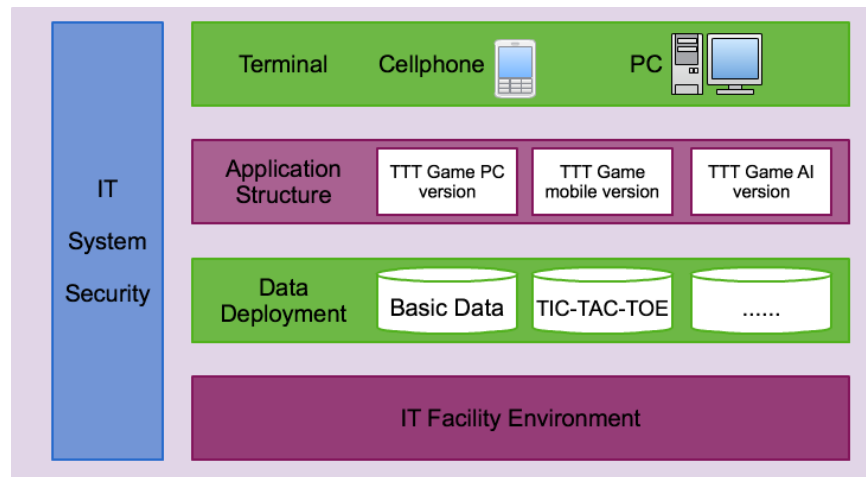 IT
System
Security
Terminal
Cellphone
PC
Application
Structure
TTT Game PC
version
TTT Game
mobile version
TTT Game AI
version
Data
Deployment
Basic Data
TIC-TAC-TOE
......
IT Facility Environment